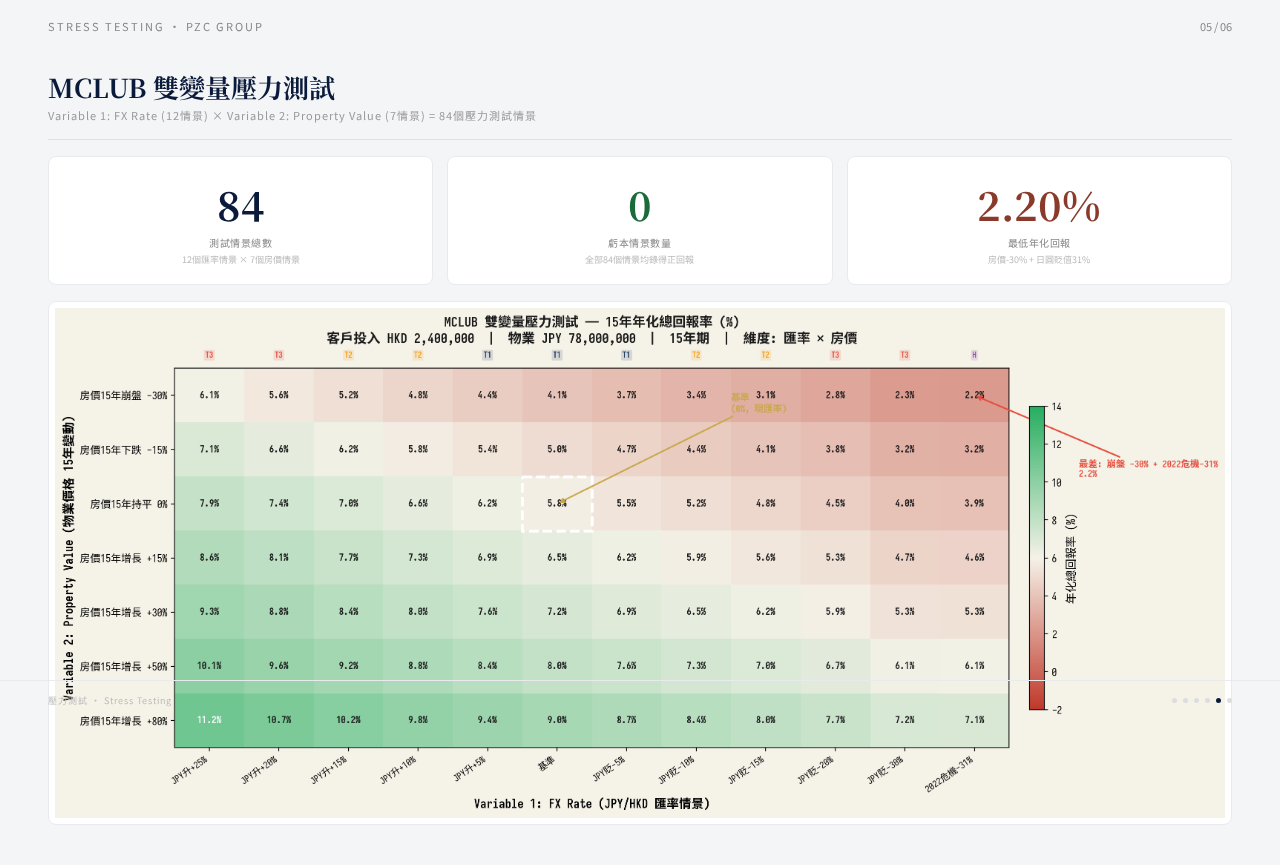 STRESS TESTING · PZC GROUP
05/06
MCLUB 雙變量壓力測試
Variable 1: FX Rate (12情景) × Variable 2: Property Value (7情景) = 84個壓力測試情景
84
測試情景總數
12個匯率情景 × 7個房價情景
0
虧本情景數量
全部84個情景均錄得正回報
2.20%
最低年化回報
房價-30% + 日圓貶值31%
MCLUB 雙變量壓力測試 — 15年年化總回報率 (%)
客戶投入 HKD 2,400,000 | 物業 JPY 78,000,000 | 15年期 | 維度: 匯率 × 房價
T3 T3 T2 T2 T1 T1 T1 T2 T2 T3 T3 H
房價15年崩盤 -30% 6.1% 5.6% 5.2% 4.8% 4.4% 4.1% 3.7% 3.4% 3.1% 2.8% 2.3% 2.2%
基準
(0%, 現匯率)
房價15年下跌 -15% 7.1% 6.6% 6.2% 5.8% 5.4% 5.0% 4.7% 4.4% 4.1% 3.8% 3.2% 3.2%
房價15年持平 0% 7.9% 7.4% 7.0% 6.6% 6.2% 5.8% 5.5% 5.2% 4.8% 4.5% 4.0% 3.9%
房價15年增長 +15% 8.6% 8.1% 7.7% 7.3% 6.9% 6.5% 6.2% 5.9% 5.6% 5.3% 4.7% 4.6%
房價15年增長 +30% 9.3% 8.8% 8.4% 8.0% 7.6% 7.2% 6.9% 6.5% 6.2% 5.9% 5.3% 5.3%
房價15年增長 +50% 10.1% 9.6% 9.2% 8.8% 8.4% 8.0% 7.6% 7.3% 7.0% 6.7% 6.1% 6.1%
房價15年增長 +80% 11.2% 10.7% 10.2% 9.8% 9.4% 9.0% 8.7% 8.4% 8.0% 7.7% 7.2% 7.1%
Variable 2: Property Value (物業價格 15年變動)
JPY升+25% JPY升+20% JPY升+15% JPY升+10% JPY升+5% 基準 JPY貶-5% JPY貶-10% JPY貶-15% JPY貶-20% JPY貶-30% 2022危機-31%
Variable 1: FX Rate (JPY/HKD 匯率情景)
14
12
10
8
6
4
2
0
-2
年化總回報率 (%)
最差: 崩盤 -30% + 2022危機-31%
2.2%
壓力測試 · Stress Testing